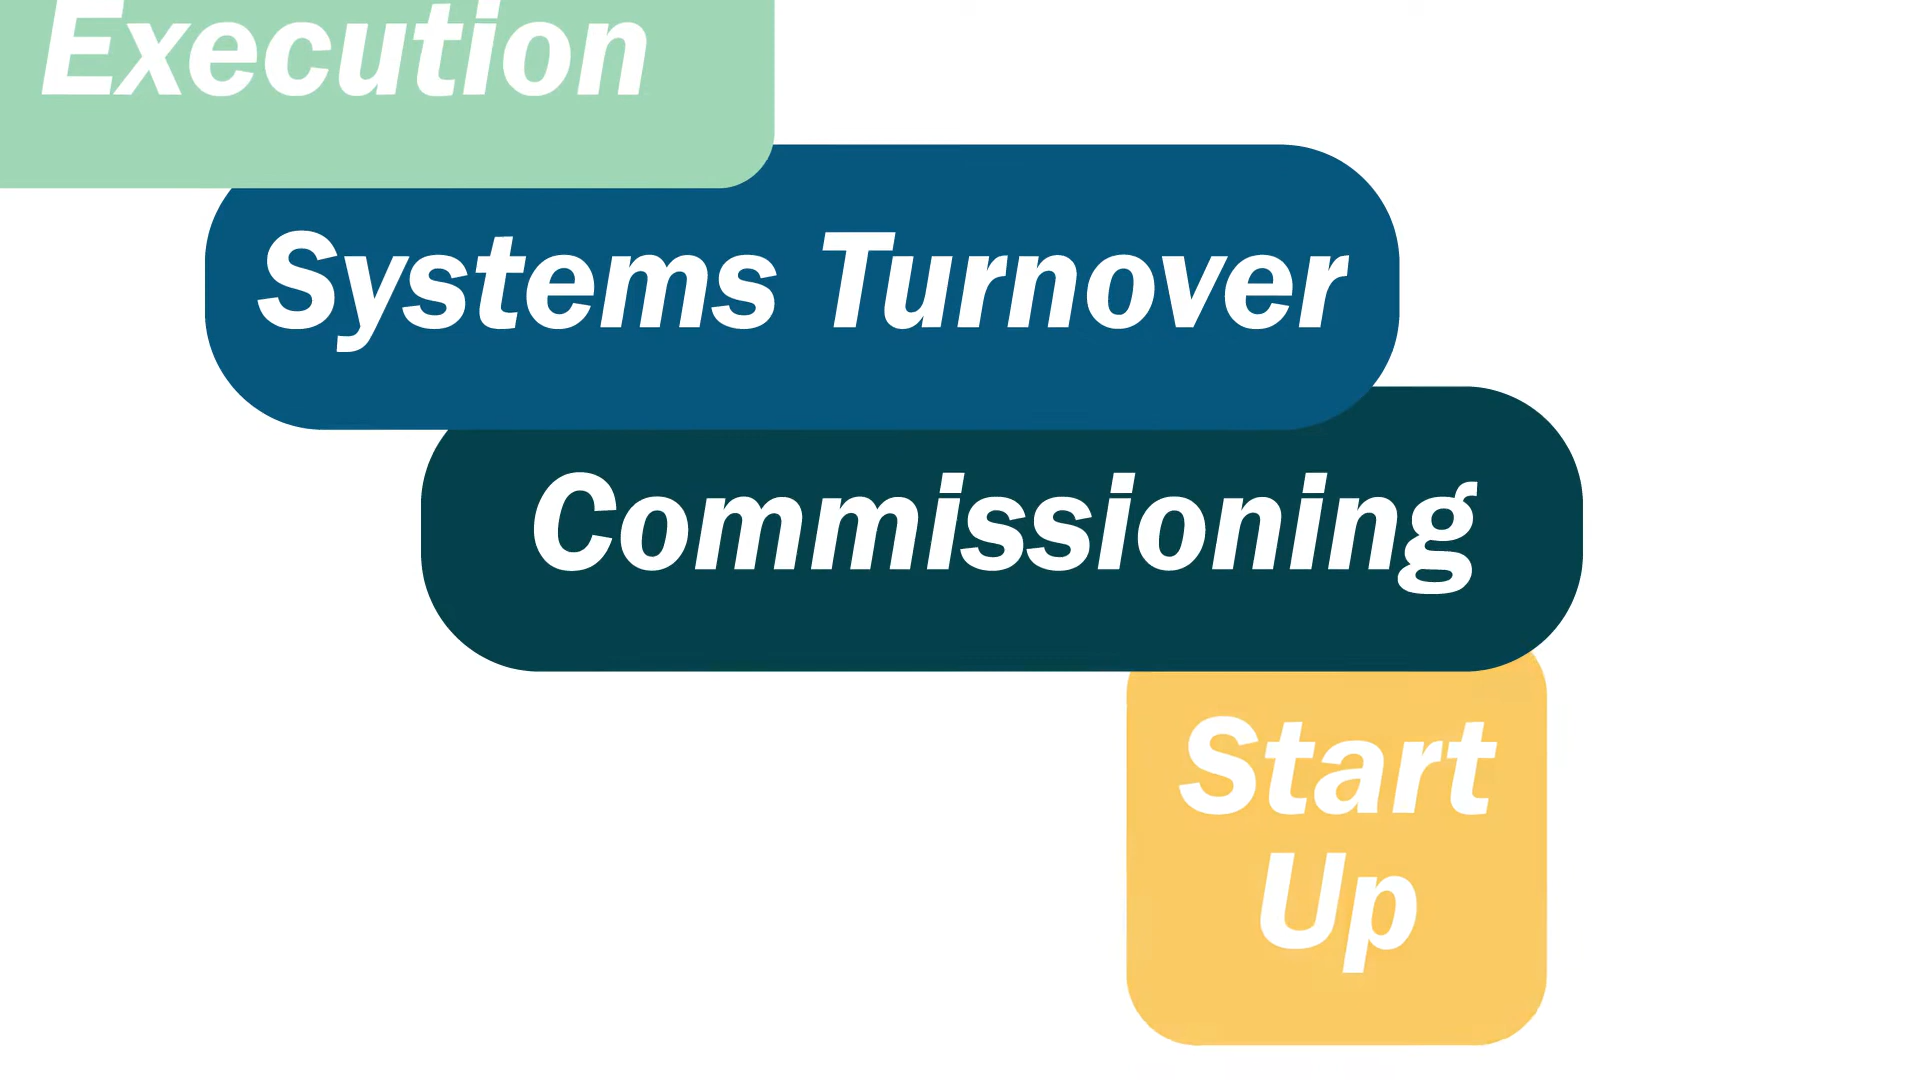 Execution
Systems Turnover
Commissioning
Start
Up